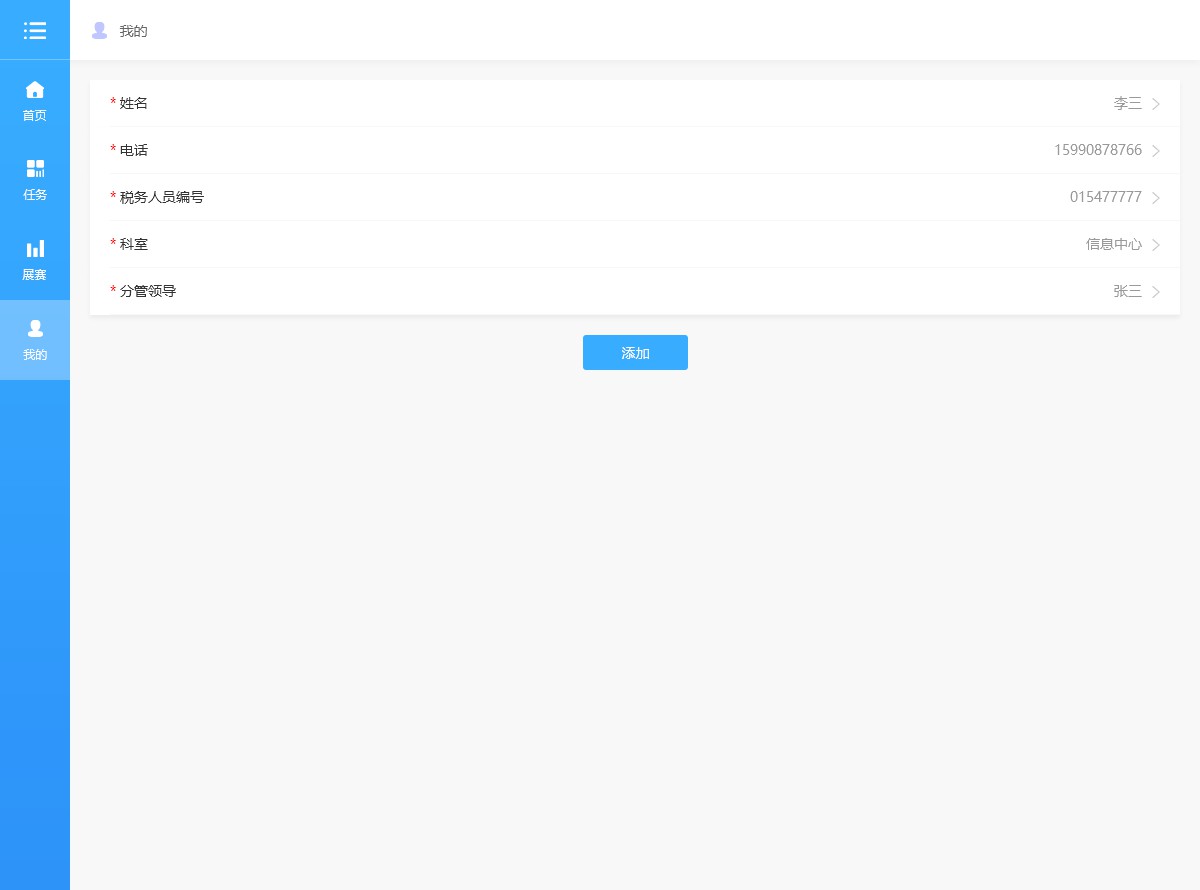 我的
首页
任务
展赛
我的
* 姓名 李三
* 电话 15990878766
* 税务人员编号 015477777
* 科室 信息中心
* 分管领导 张三
添加